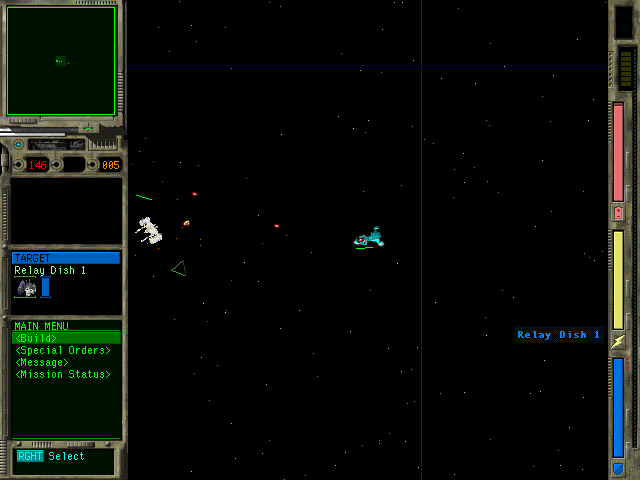 146
005
TARGET
Relay Dish 1
MAIN MENU
<Build>
<Special Orders>
<Message>
<Mission Status>
RGHT Select
Relay Dish 1